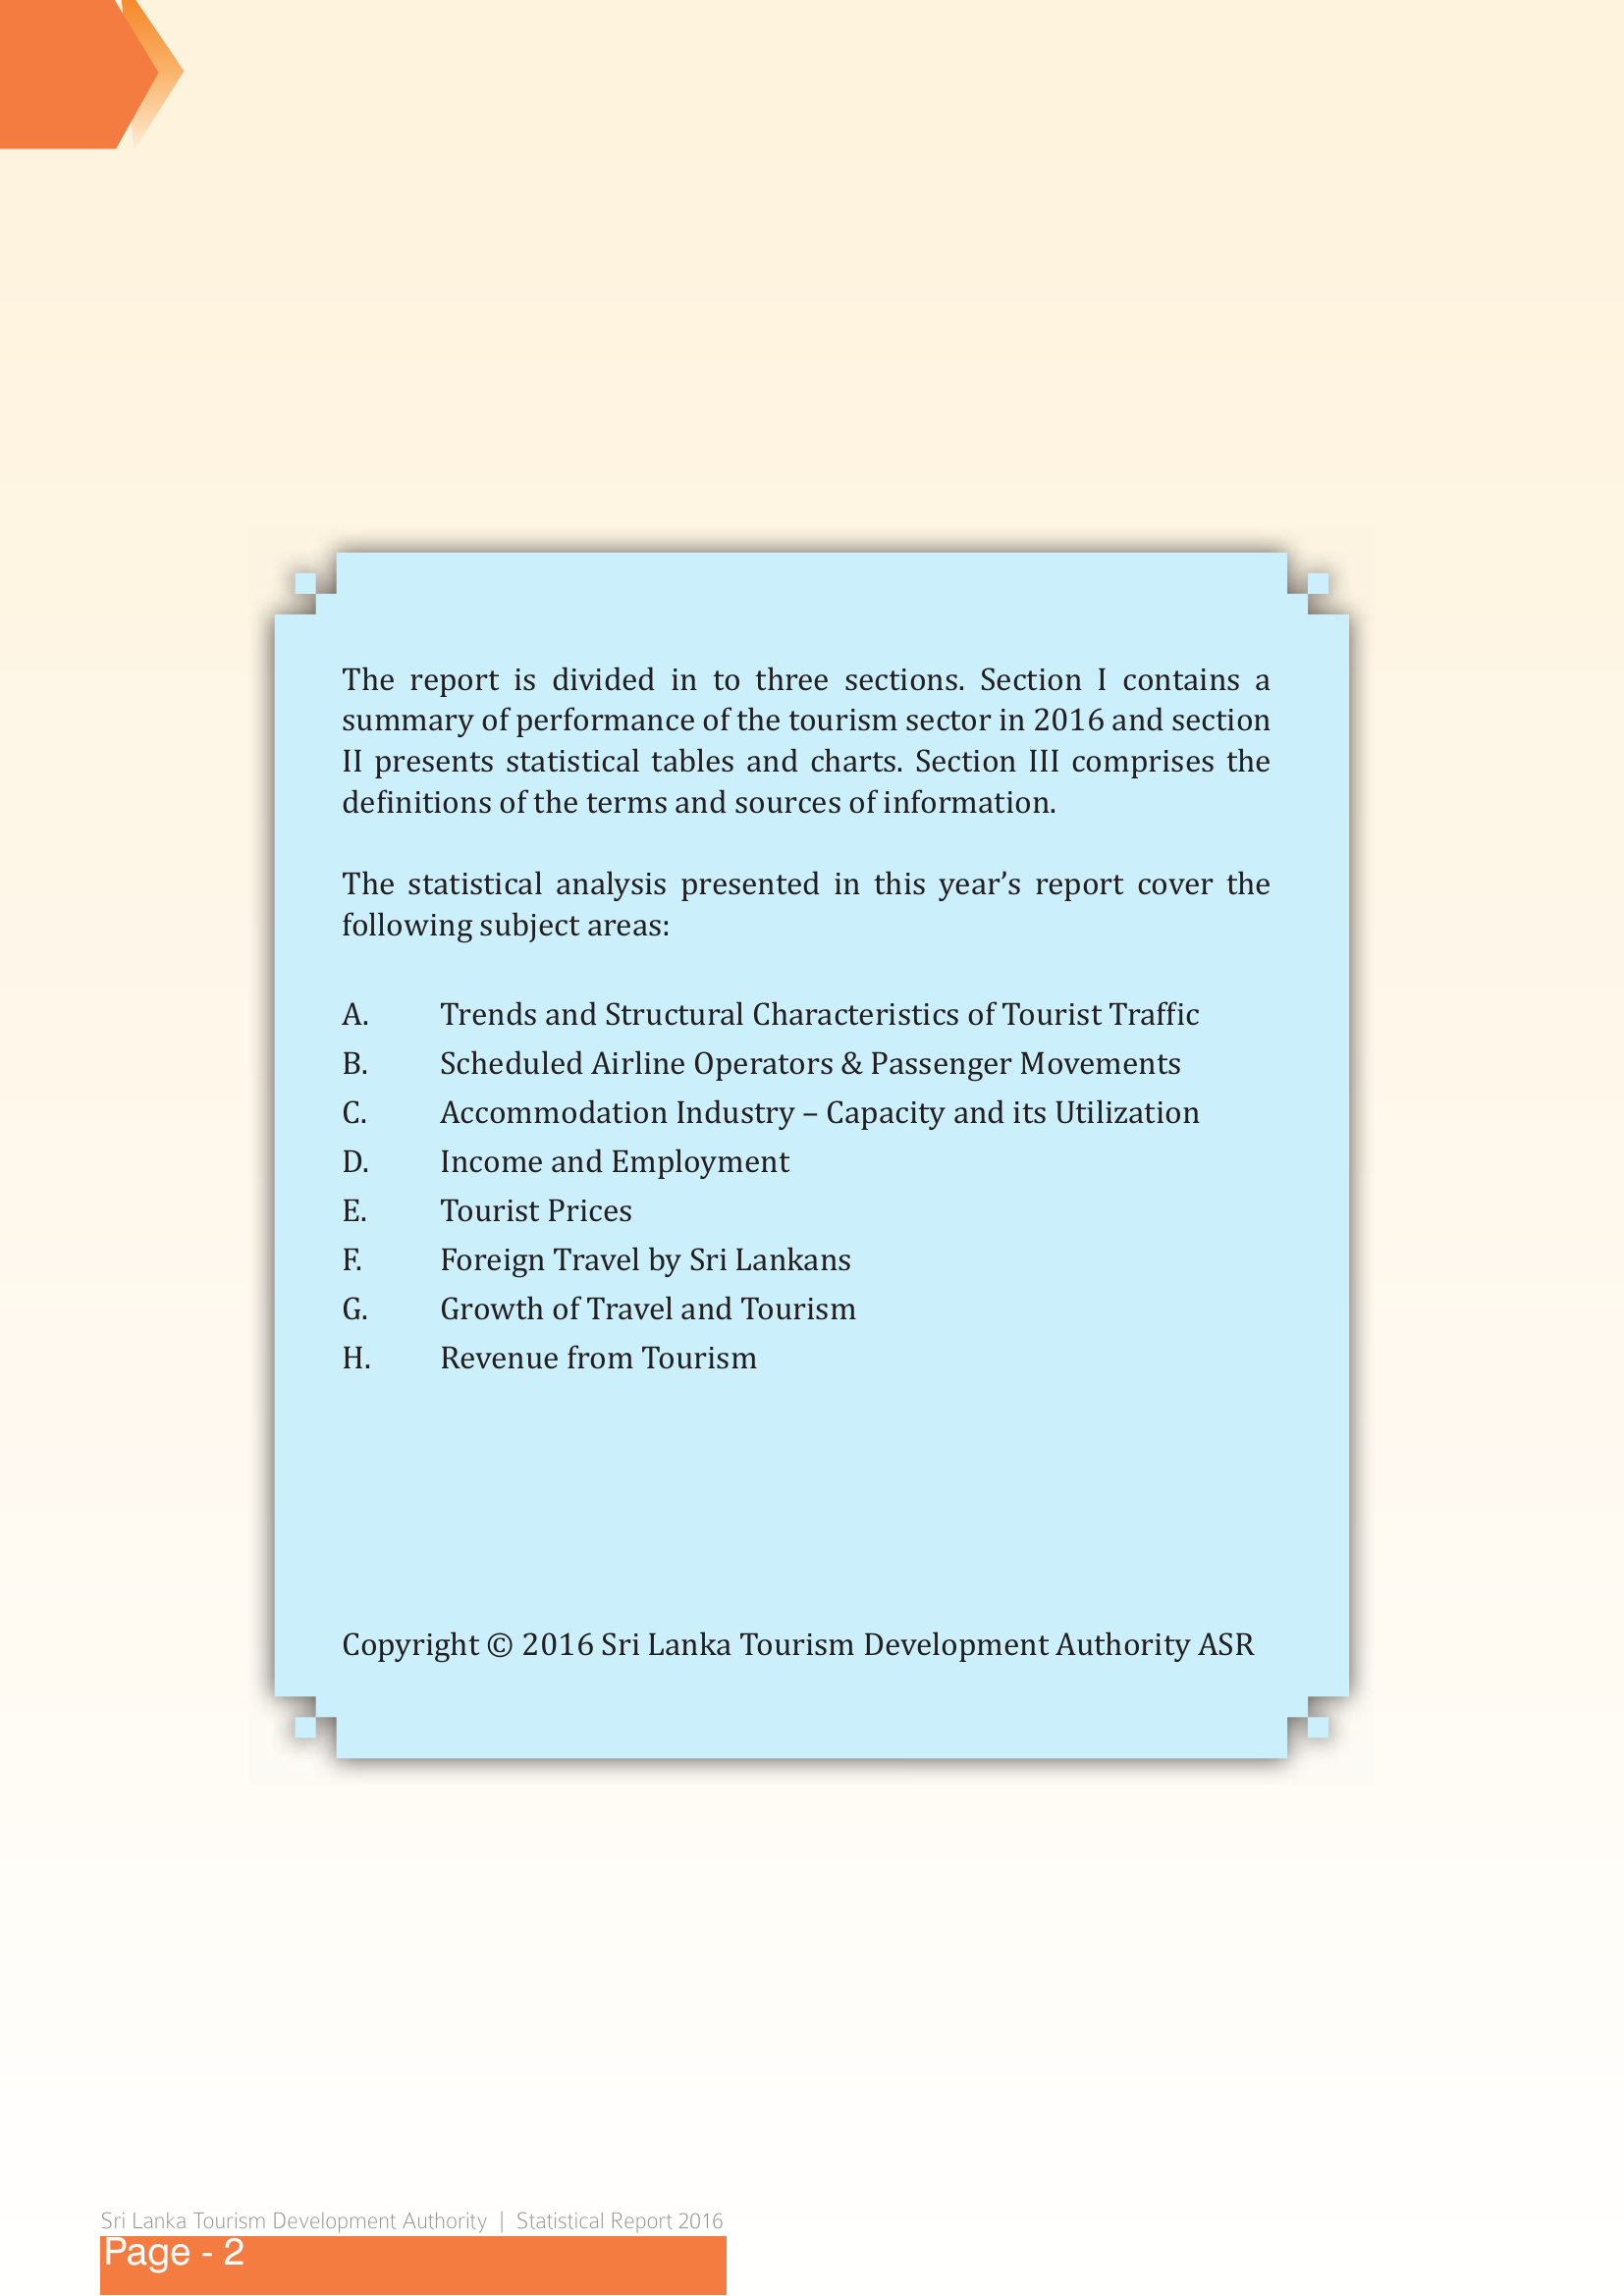 The report is divided in to three sections. Section I contains a
summary of performance of the tourism sector in 2016 and section
II presents statistical tables and charts. Section III comprises the
definitions of the terms and sources of information.
The statistical analysis presented in this year’s report cover the
following subject areas:
A. Trends and Structural Characteristics of Tourist Traffic
B. Scheduled Airline Operators & Passenger Movements
C. Accommodation Industry – Capacity and its Utilization
D. Income and Employment
E. Tourist Prices
F. Foreign Travel by Sri Lankans
G. Growth of Travel and Tourism
H. Revenue from Tourism
Copyright © 2016 Sri Lanka Tourism Development Authority ASR
Sri Lanka Tourism Development Authority | Statistical Report 2016
Page - 2